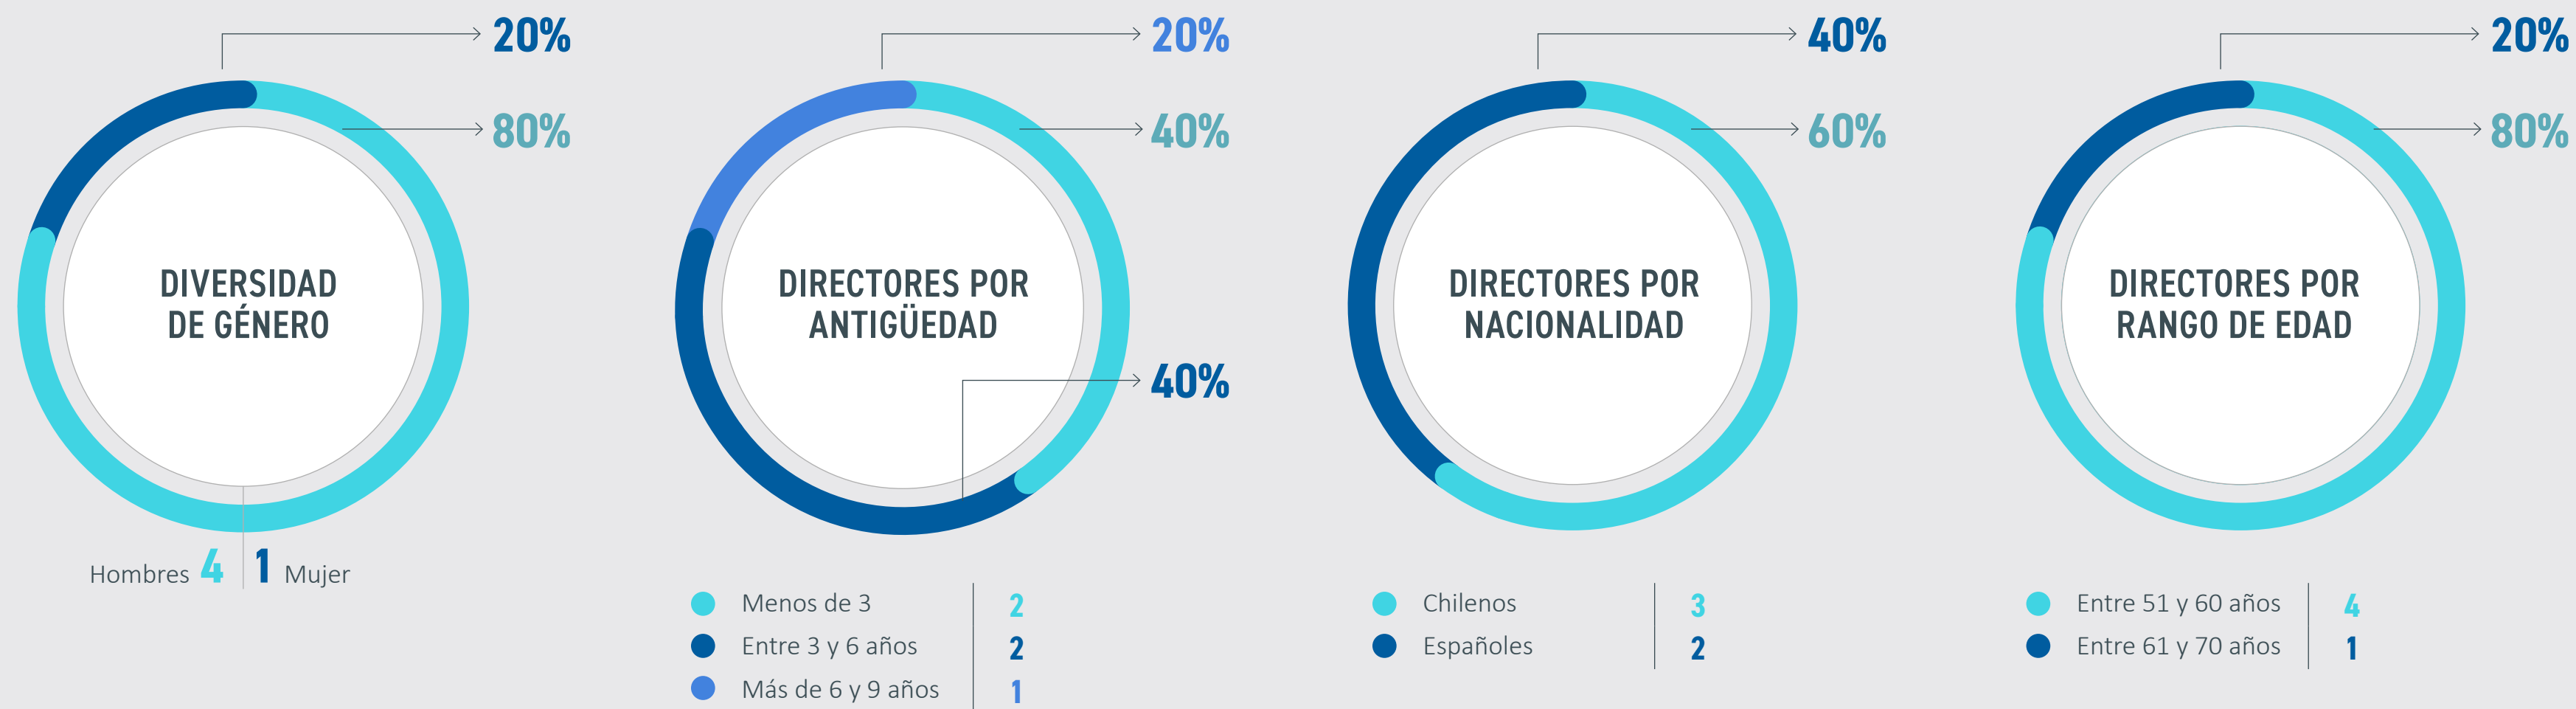 20%
80%
DIVERSIDAD
DE GÉNERO
Hombres 4 1 Mujer
20%
40%
DIRECTORES POR
ANTIGÜEDAD
40%
Menos de 3 2
Entre 3 y 6 años 2
Más de 6 y 9 años 1
40%
60%
DIRECTORES POR
NACIONALIDAD
Chilenos 3
Españoles 2
20%
80%
DIRECTORES POR
RANGO DE EDAD
Entre 51 y 60 años 4
Entre 61 y 70 años 1